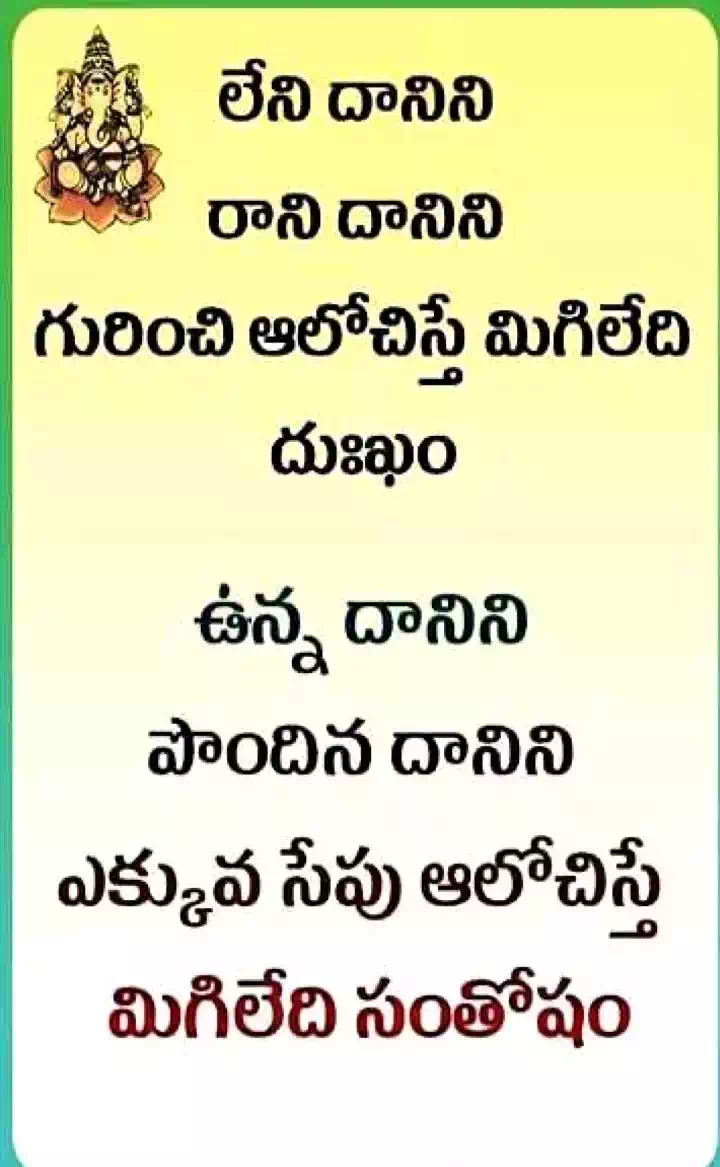 లేని దానిని
రాని దానిని
గురించి ఆలోచిస్తే మిగిలేది
దుఃఖం
ఉన్న దానిని
పొందిన దానిని
ఎక్కువ సేపు ఆలోచిస్తే
మిగిలేది సంతోషం